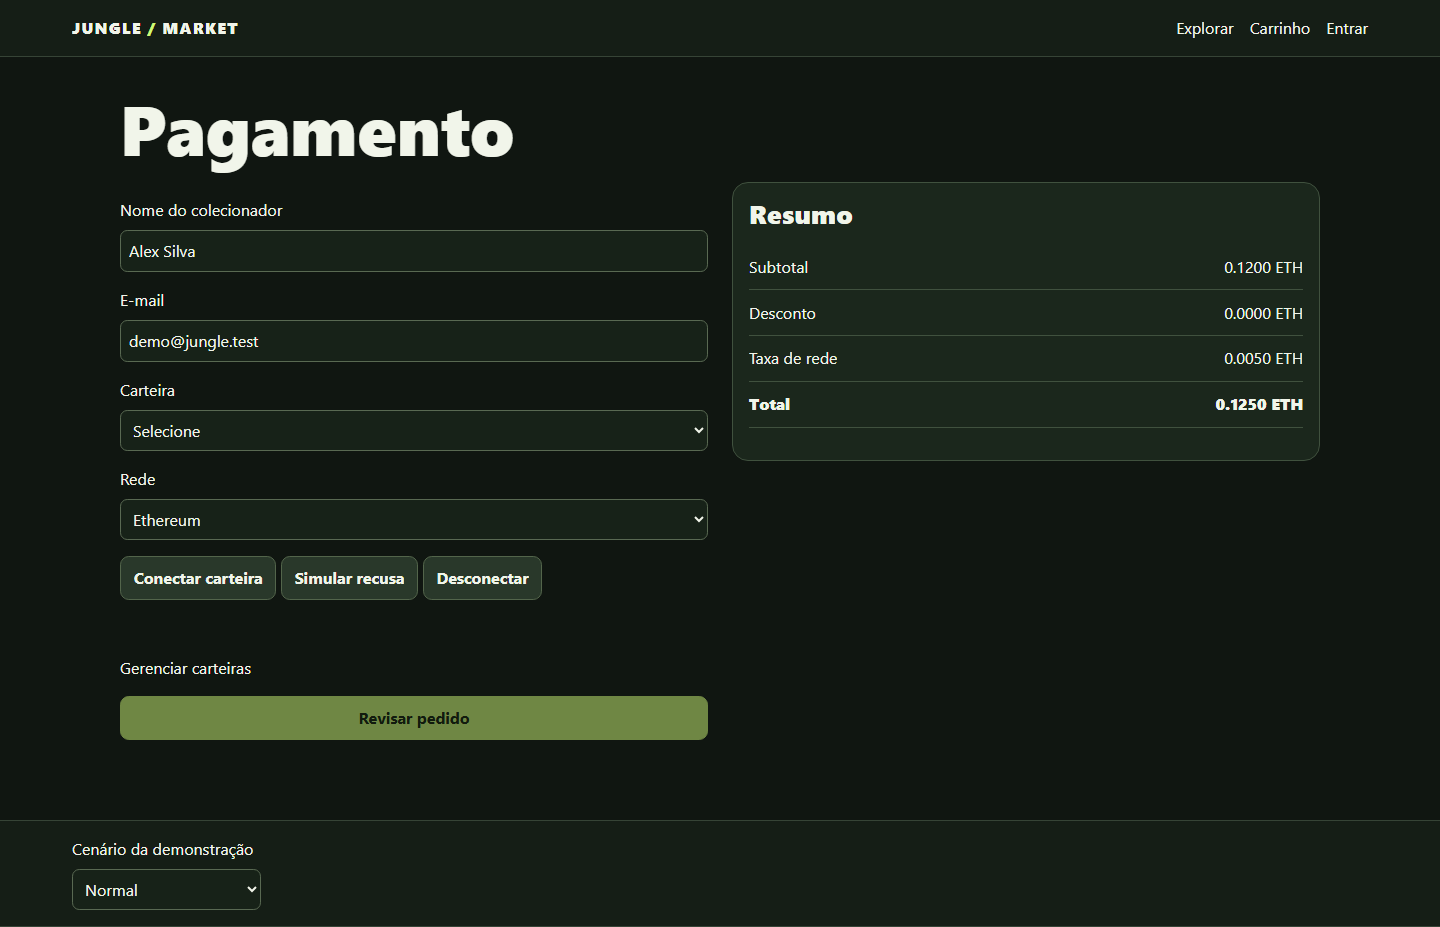 JUNGLE / MARKET
Explorar Carrinho Entrar
Pagamento
Nome do colecionador
Alex Silva
E-mail
demo@jungle.test
Carteira
Selecione
Rede
Ethereum
Conectar carteira Simular recusa Desconectar
Gerenciar carteiras
Revisar pedido
Resumo
Subtotal 0.1200 ETH
Desconto 0.0000 ETH
Taxa de rede 0.0050 ETH
Total 0.1250 ETH
Cenário da demonstração
Normal